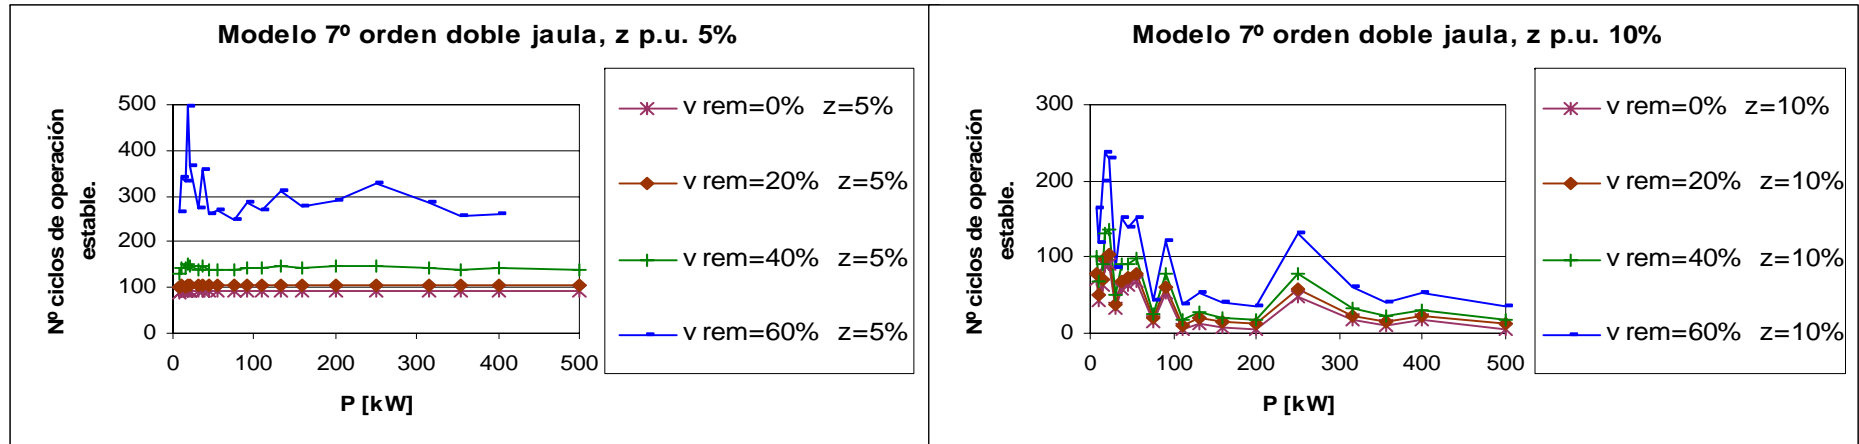 Modelo 7º orden doble jaula, z p.u. 5%
Nº ciclos de operación
estable.
500
400
300
200
100
0
0 100 200 300 400 500
P [kW]
v rem=0% z=5%
v rem=20% z=5%
v rem=40% z=5%
v rem=60% z=5%
Modelo 7º orden doble jaula, z p.u. 10%
Nº ciclos de operación
estable.
300
200
100
0
0 100 200 300 400 500
P [kW]
v rem=0% z=10%
v rem=20% z=10%
v rem=40% z=10%
v rem=60% z=10%